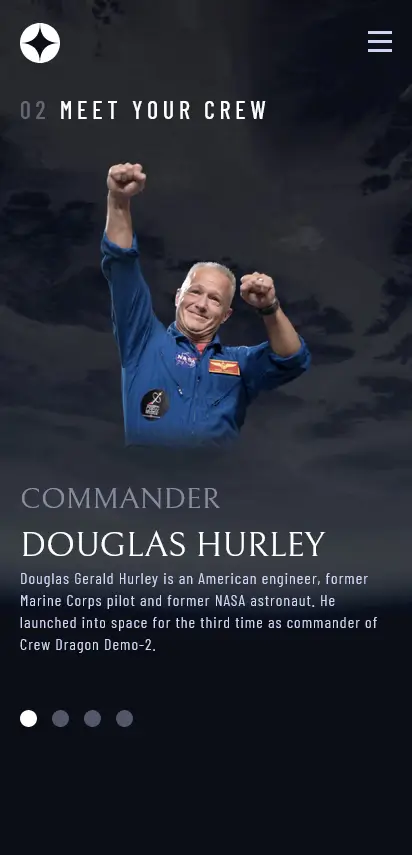 02 MEET YOUR CREW
NASA
COMMANDER
DOUGLAS HURLEY
Douglas Gerald Hurley is an American engineer, former
Marine Corps pilot and former NASA astronaut. He
launched into space for the third time as commander of
Crew Dragon Demo-2.